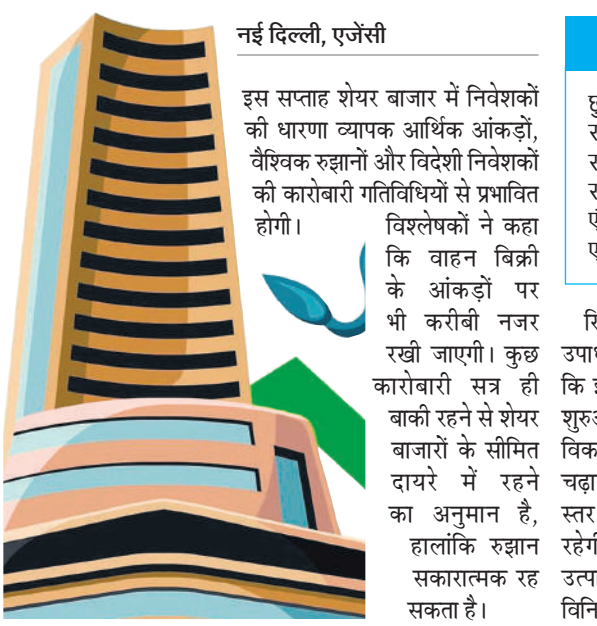 नई दिल्ली, एजेंसी
इस सप्ताह शेयर बाजार में निवेशकों
की धारणा व्यापक आर्थिक आंकड़ों,
वैश्विक रुझानों और विदेशी निवेशकों
की कारोबारी गतिविधियों से प्रभावित
होगी। विश्लेषकों ने कहा
कि वाहन बिक्री
के आंकड़ों पर
भी करीबी नजर
रखी जाएगी। कुछ
कारोबारी सत्र ही
बाकी रहने से शेयर
बाजारों के सीमित
दायरे में रहने
का अनुमान है,
हालांकि रुझान
सकारात्मक रह
सकता है।
कि
स्तर